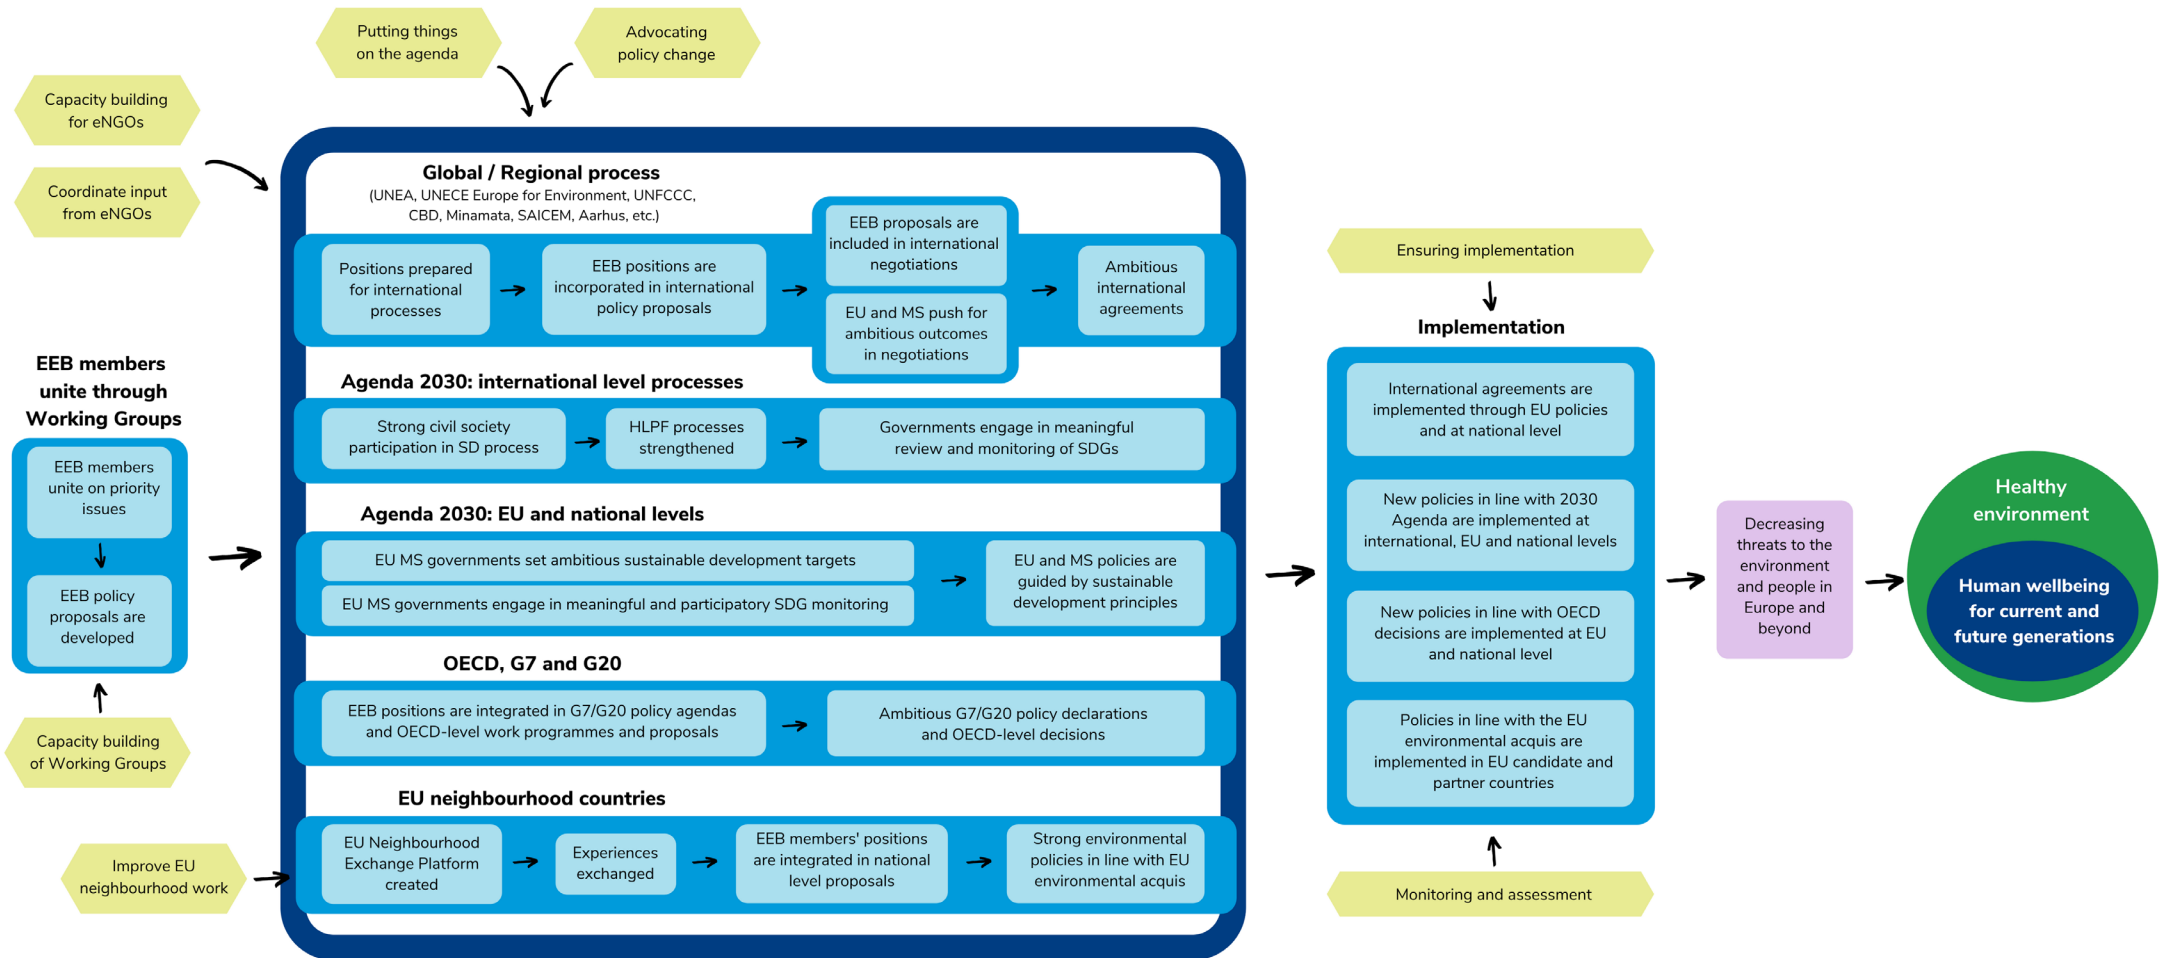 Putting things
on the agenda
Advocating
policy change
Capacity building
for eNGOs
Coordinate input
from eNGOs
EEB members
unite through
Working Groups
EEB members
unite on priority
issues
EEB policy
proposals are
developed
Capacity building
of Working Groups
Improve EU
neighbourhood work
Global / Regional process
(UNEA, UNECE Europe for Environment, UNFCCC,
CBD, Minamata, SAICEM, Aarhus, etc.)
Positions prepared
for international
processes
EEB positions are
incorporated in international
policy proposals
EEB proposals are
included in international
negotiations
EU and MS push for
ambitious outcomes
in negotiations
Ambitious
international
agreements
Agenda 2030: international level processes
Strong civil society
participation in SD process
HLPF processes
strengthened
Governments engage in meaningful
review and monitoring of SDGs
Agenda 2030: EU and national levels
EU MS governments set ambitious sustainable development targets
EU MS governments engage in meaningful and participatory SDG monitoring
EU and MS policies are
guided by sustainable
development principles
OECD, G7 and G20
EEB positions are integrated in G7/G20 policy agendas
and OECD-level work programmes and proposals
Ambitious G7/G20 policy declarations
and OECD-level decisions
EU neighbourhood countries
EU Neighbourhood
Exchange Platform
created
Experiences
exchanged
EEB members' positions
are integrated in national
level proposals
Strong environmental
policies in line with EU
environmental acquis
Ensuring implementation
Implementation
International agreements are
implemented through EU policies
and at national level
New policies in line with 2030
Agenda are implemented at
international, EU and national levels
New policies in line with OECD
decisions are implemented at EU
and national level
Policies in line with the EU
environmental acquis are
implemented in EU candidate and
partner countries
Monitoring and assessment
Decreasing
threats to the
environment
and people in
Europe and
beyond
Healthy
environment
Human wellbeing
for current and
future generations